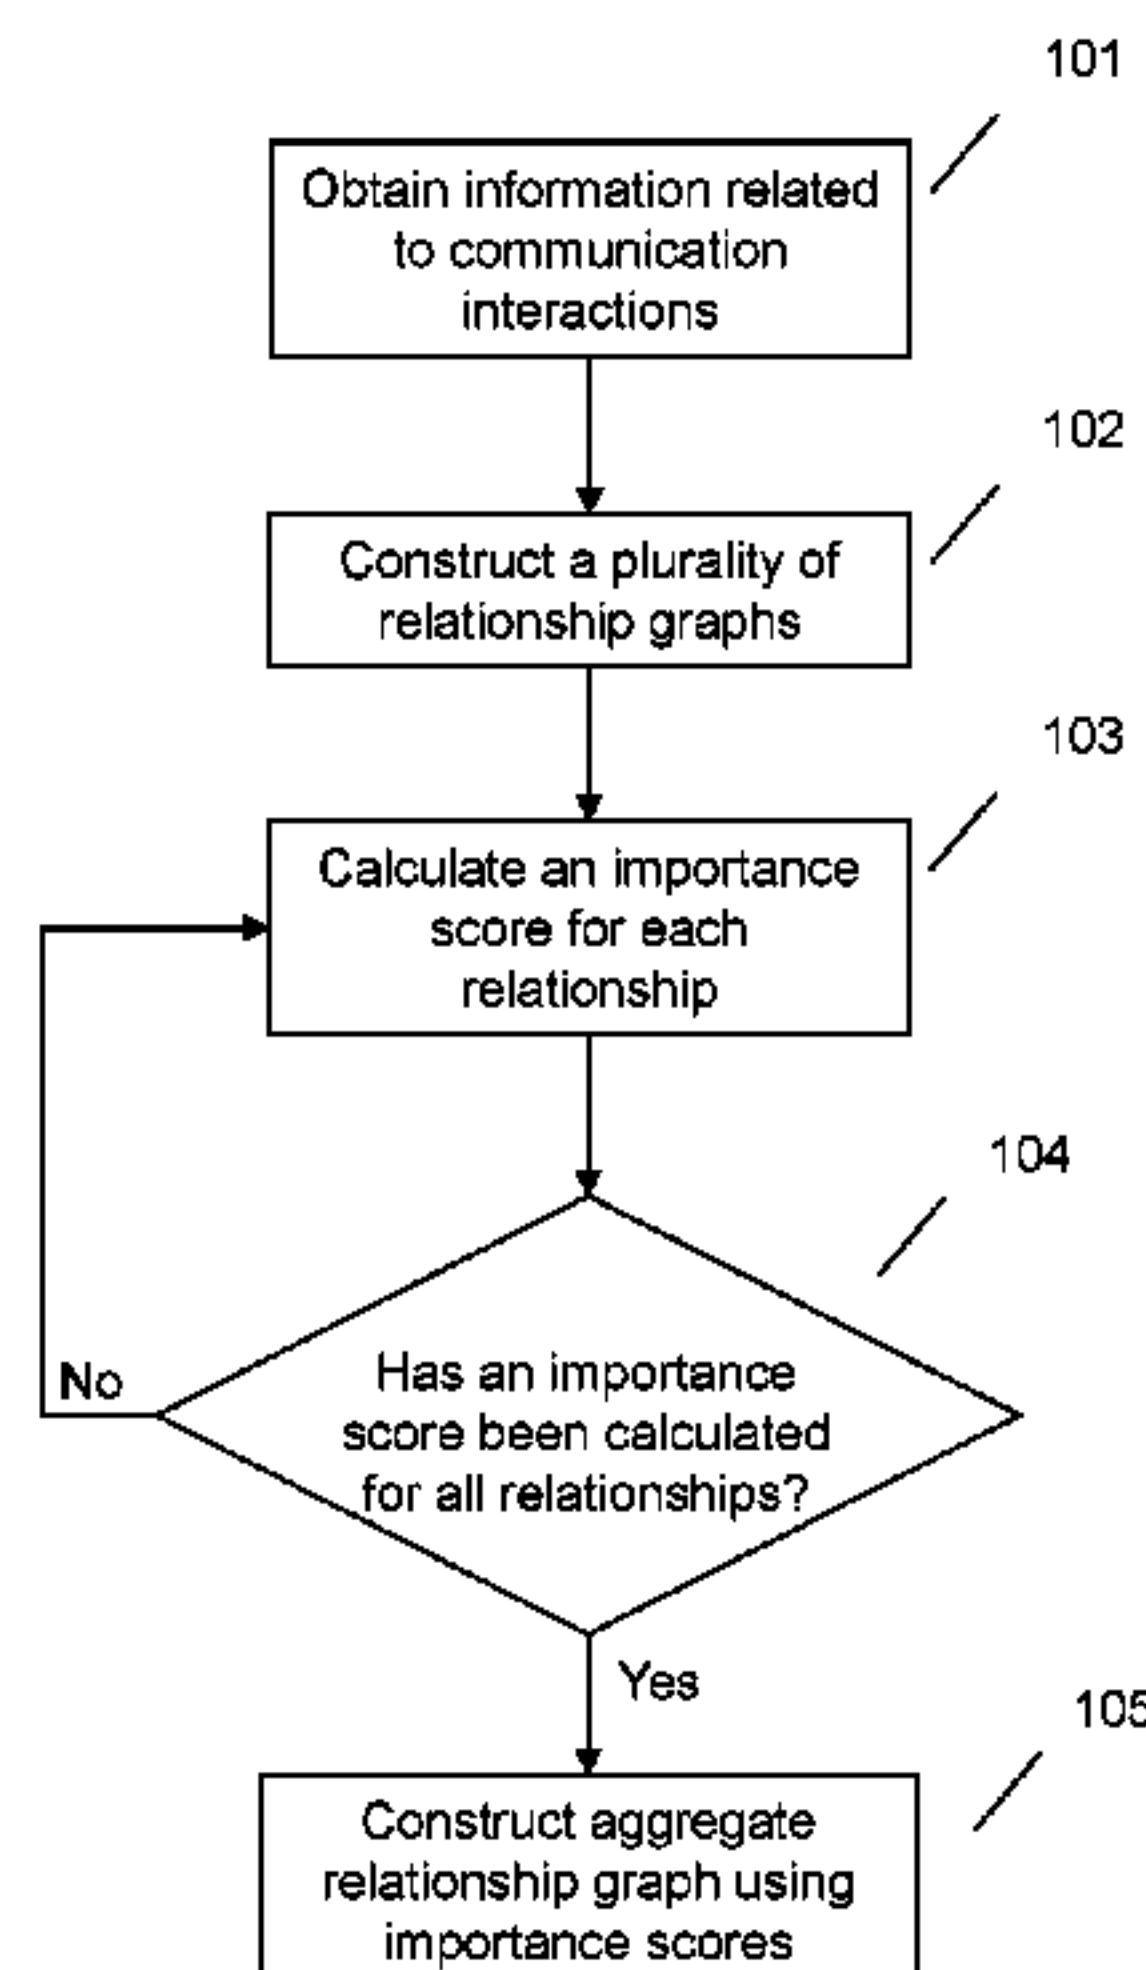 101
Obtain information related
to communication
interactions
102
Construct a plurality of
relationship graphs
103
Calculate an importance
score for each
relationship
104
Has an importance
score been calculated
for all relationships?
No
Yes
105
Construct aggregate
relationship graph using
importance scores